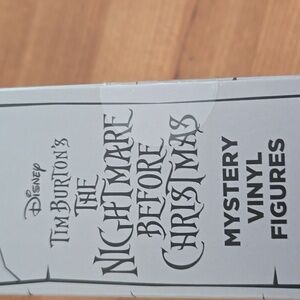 Disney
TIM BURTON'S
THE
NIGHTMARE
BEFORE
CHRISTMAS
MYSTERY
VINYL
FIGURES